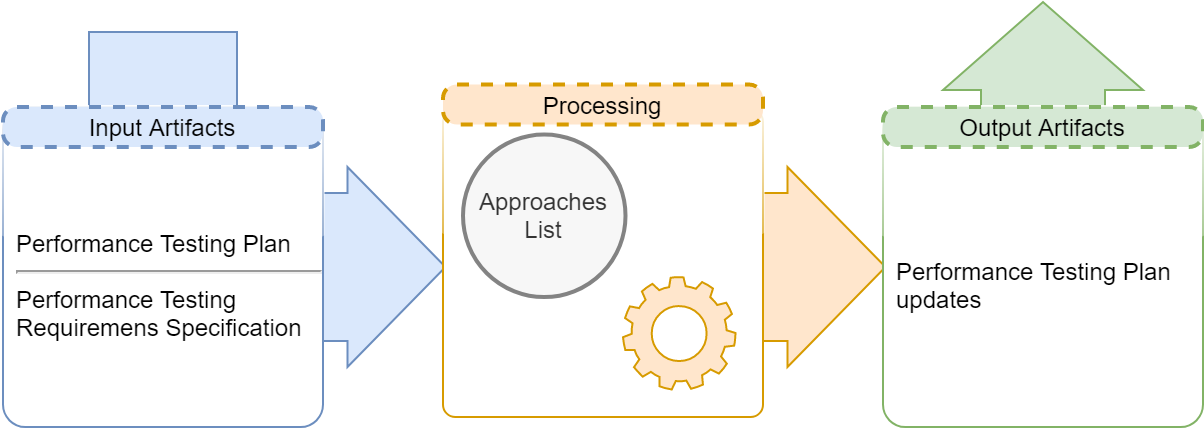 Input Artifacts
Performance Testing Plan
Performance Testing
Requiremens Specification
Processing
Approaches
List
Output Artifacts
Performance Testing Plan
updates